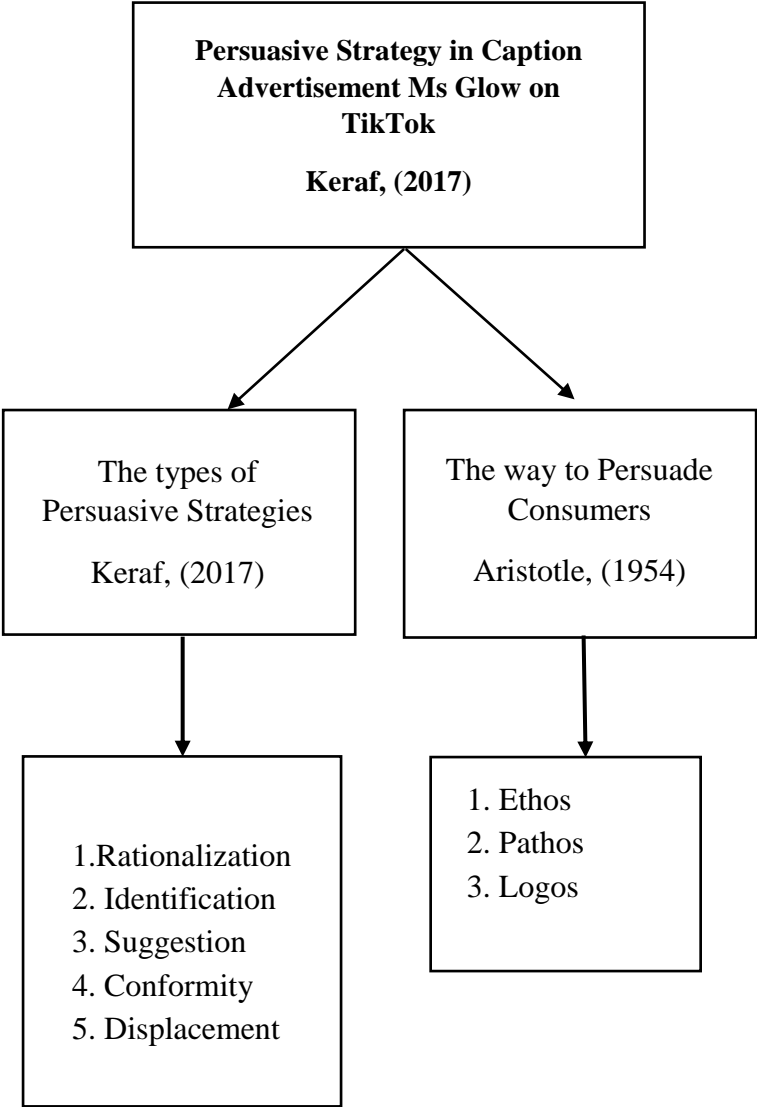 Persuasive Strategy in Caption
Advertisement Ms Glow on
TikTok
Keraf, (2017)
The types of
Persuasive Strategies
Keraf, (2017)
The way to Persuade
Consumers
Aristotle, (1954)
1.Rationalization
2. Identification
3. Suggestion
4. Conformity
5. Displacement
1. Ethos
2. Pathos
3. Logos